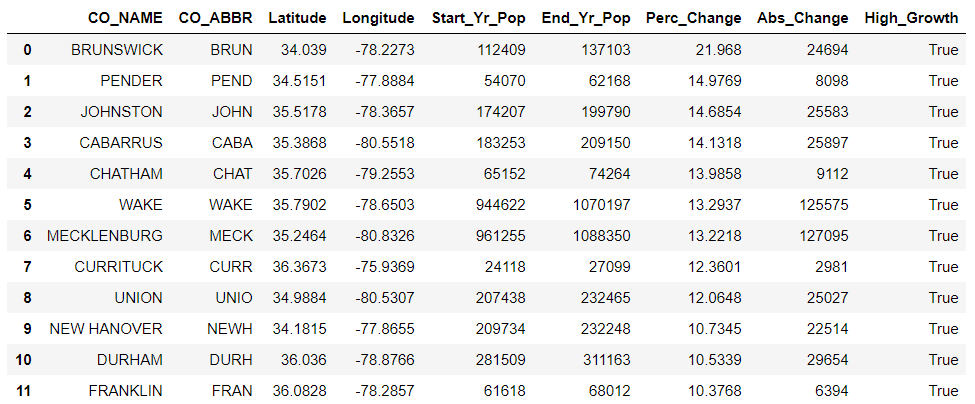 CO_NAME CO_ABBR Latitude Longitude Start_Yr_Pop End_Yr_Pop Perc_Change Abs_Change High_Growth
0 BRUNSWICK BRUN 34.039 -78.2273 112409 137103 21.968 24694 True
1 PENDER PEND 34.5151 -77.8884 54070 62168 14.9769 8098 True
2 JOHNSTON JOHN 35.5178 -78.3657 174207 199790 14.6854 25583 True
3 CABARRUS CABA 35.3868 -80.5518 183253 209150 14.1318 25897 True
4 CHATHAM CHAT 35.7026 -79.2553 65152 74264 13.9858 9112 True
5 WAKE WAKE 35.7902 -78.6503 944622 1070197 13.2937 125575 True
6 MECKLENBURG MECK 35.2464 -80.8326 961255 1088350 13.2218 127095 True
7 CURRITUCK CURR 36.3673 -75.9369 24118 27099 12.3601 2981 True
8 UNION UNIO 34.9884 -80.5307 207438 232465 12.0648 25027 True
9 NEW HANOVER NEWH 34.1815 -77.8655 209734 232248 10.7345 22514 True
10 DURHAM DURH 36.036 -78.8766 281509 311163 10.5339 29654 True
11 FRANKLIN FRAN 36.0828 -78.2857 61618 68012 10.3768 6394 True